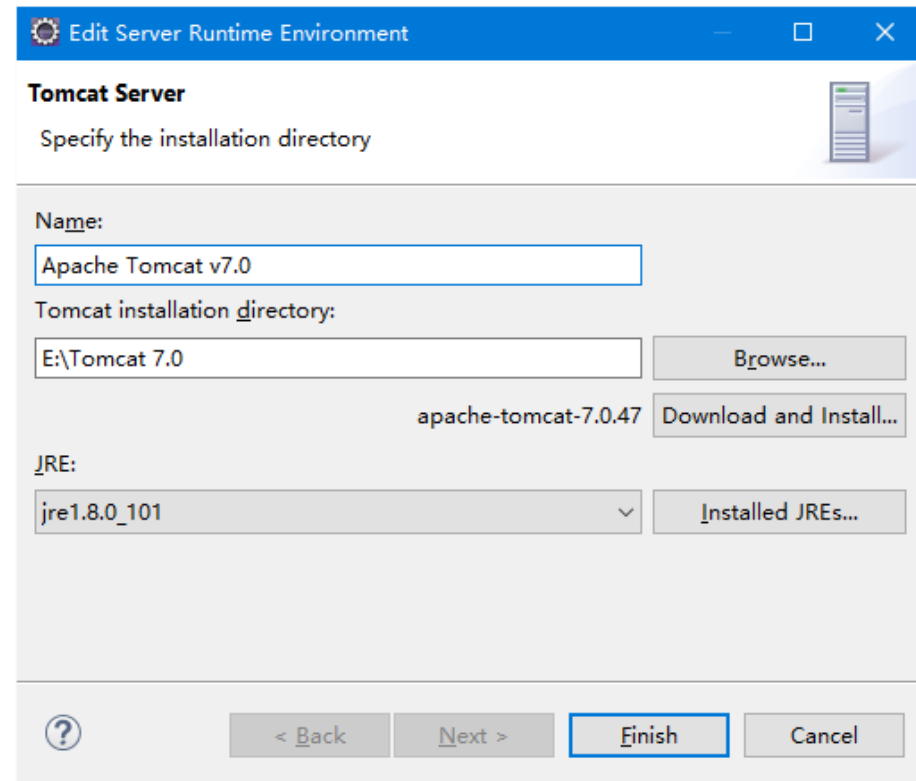 Edit Server Runtime Environment
Tomcat Server
Specify the installation directory
Name:
Apache Tomcat v7.0
Tomcat installation directory:
E:\Tomcat 7.0
Browse...
apache-tomcat-7.0.47
Download and Install...
JRE:
jre1.8.0_101
Installed JREs...
?
< Back
Next >
Finish
Cancel